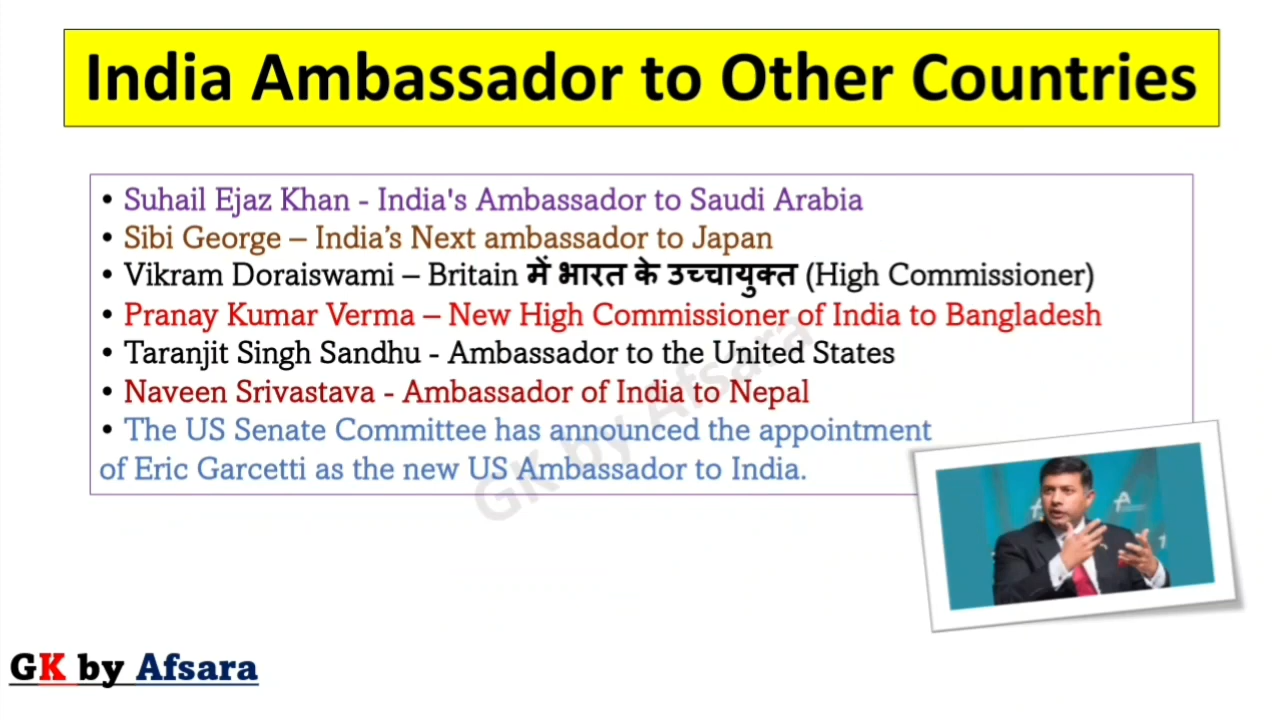 India Ambassador to Other Countries
• Suhail Ejaz Khan - India's Ambassador to Saudi Arabia
• Sibi George – India’s Next ambassador to Japan
• Vikram Doraiswami – Britain में भारत के उच्चायुक्त (High Commissioner)
• Pranay Kumar Verma – New High Commissioner of India to Bangladesh
• Taranjit Singh Sandhu - Ambassador to the United States
• Naveen Srivastava - Ambassador of India to Nepal
• The US Senate Committee has announced the appointment
of Eric Garcetti as the new US Ambassador to India.
GK by Afsara
GK by Afsara